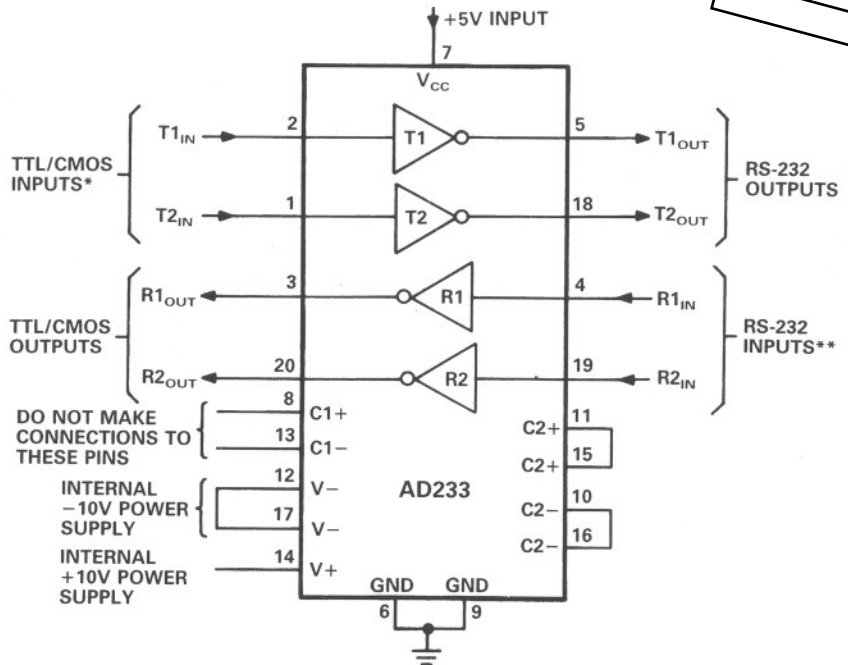 +5V INPUT
7
VCC
TTL/CMOS
INPUTS*
T1IN
2
T1
5
T1OUT
T2IN
1
T2
18
T2OUT
RS-232
OUTPUTS
TTL/CMOS
OUTPUTS
R1OUT
3
R1
4
R1IN
R2OUT
20
R2
19
R2IN
RS-232
INPUTS**
DO NOT MAKE
CONNECTIONS TO
THESE PINS
8
C1+
13
C1−
INTERNAL
−10V POWER
SUPPLY
12
V−
17
V−
INTERNAL
+10V POWER
SUPPLY
14
V+
AD233
C2+
11
C2+
15
C2−
10
C2−
16
GND
GND
6
9